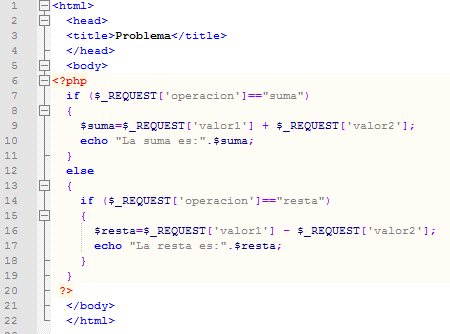 1 <html>
2 <head>
3 <title>Problema</title>
4 </head>
5 <body>
6 <?php
7 if ($_REQUEST['operacion']=="suma")
8 {
9 $suma=$_REQUEST['valor1'] + $_REQUEST['valor2'];
10 echo "La suma es:".$suma;
11 }
12 else
13 {
14 if ($_REQUEST['operacion']=="resta")
15 {
16 $resta=$_REQUEST['valor1'] - $_REQUEST['valor2'];
17 echo "La resta es:".$resta;
18 }
19 }
20 ?>
21 </body>
22 </html>